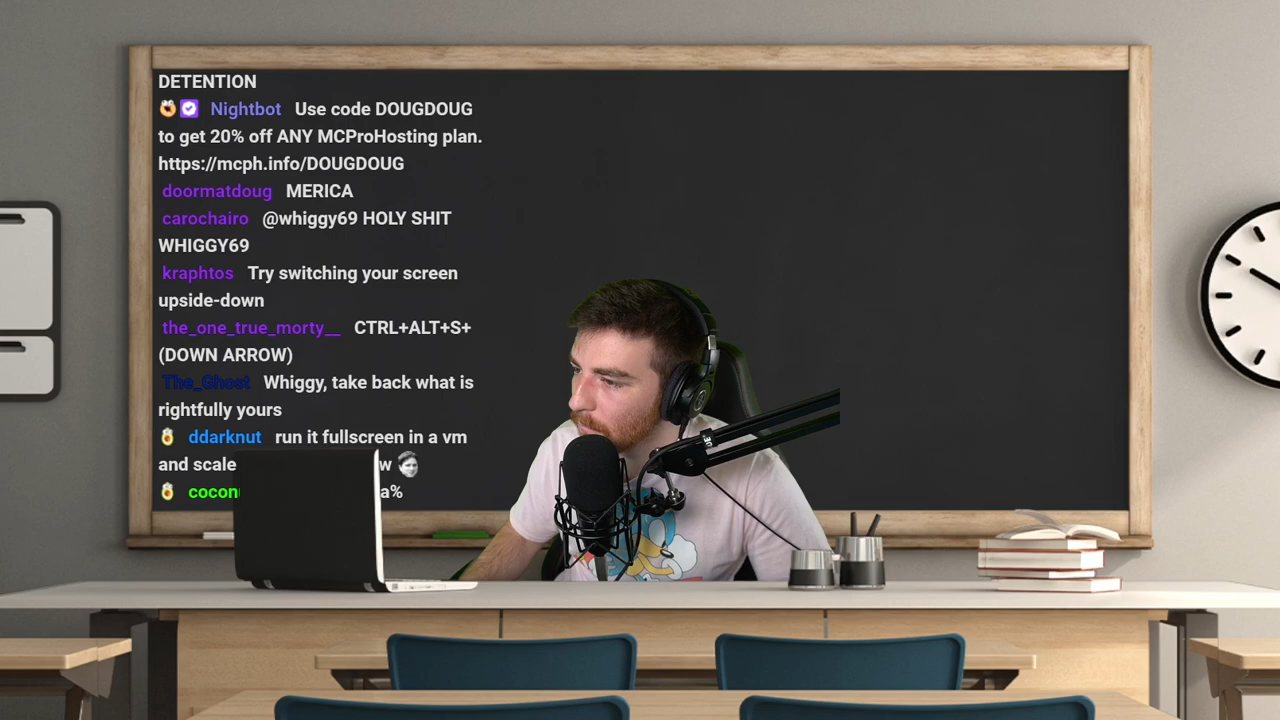 DETENTION
Nightbot Use code DOUGDOUG
to get 20% off ANY MCProHosting plan.
https://mcph.info/DOUGDOUG
doormatdoug MERICA
carochairo @whiggy69 HOLY SHIT
WHIGGY69
kraphtos Try switching your screen
upside-down
the_one_true_morty__ CTRL+ALT+S+
(DOWN ARROW)
The_Ghost Whiggy, take back what is
rightfully yours
ddarknut run it fullscreen in a vm
and scale